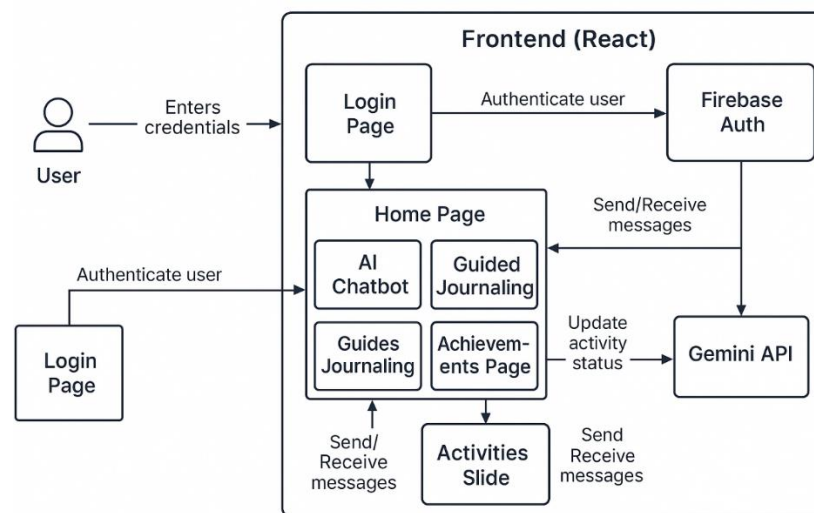 Frontend (React)
Enters
credentials
User
Login
Page
Authenticate user
Firebase
Auth
Home Page
Send/Receive
messages
AI
Chatbot
Guided
Journaling
Guides
Journaling
Achievem-
ents Page
Authenticate user
Login
Page
Update
activity
status
Gemini API
Send/
Receive
messages
Activities
Slide
Send
Receive
messages